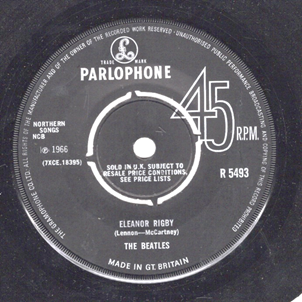 ALL RIGHTS OF THE MANUFACTURER AND OF THE OWNER OF THE RECORDED WORK RESERVED · UNAUTHORISED PUBLIC PERFORMANCE, BROADCASTING AND COPYING OF THIS RECORD PROHIBITED
THE GRAMOPHONE CO. LTD.
£
TRADE MARK
PARLOPHONE
45
R.P.M.
NORTHERN
SONGS
NCB
℗ 1966
(7XCE.18395)
SOLD IN U.K. SUBJECT TO
RESALE PRICE CONDITIONS,
SEE PRICE LISTS
R 5493
ELEANOR RIGBY
(Lennon—McCartney)
THE BEATLES
MADE IN GT. BRITAIN